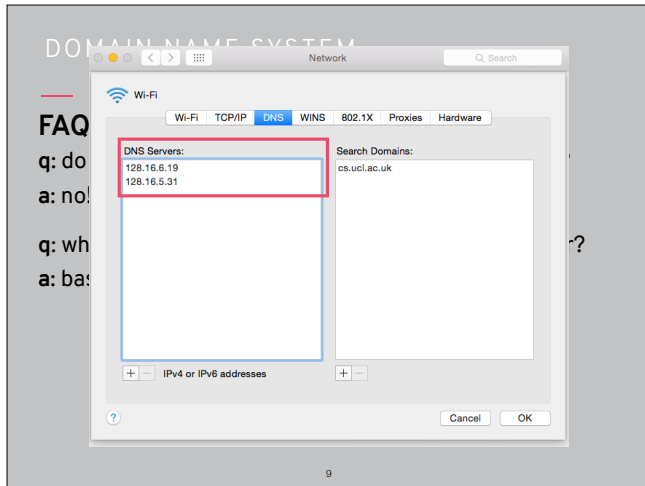 DOMAIN NAME SYSTEM
Network
Search
Wi-Fi
Wi-Fi TCP/IP DNS WINS 802.1X Proxies Hardware
FAQ
DNS Servers: Search Domains:
128.16.6.19 cs.ucl.ac.uk
128.16.5.31
q: do ?
a: no!
q: wh r?
a: bas
+ − IPv4 or IPv6 addresses + −
? Cancel OK
9